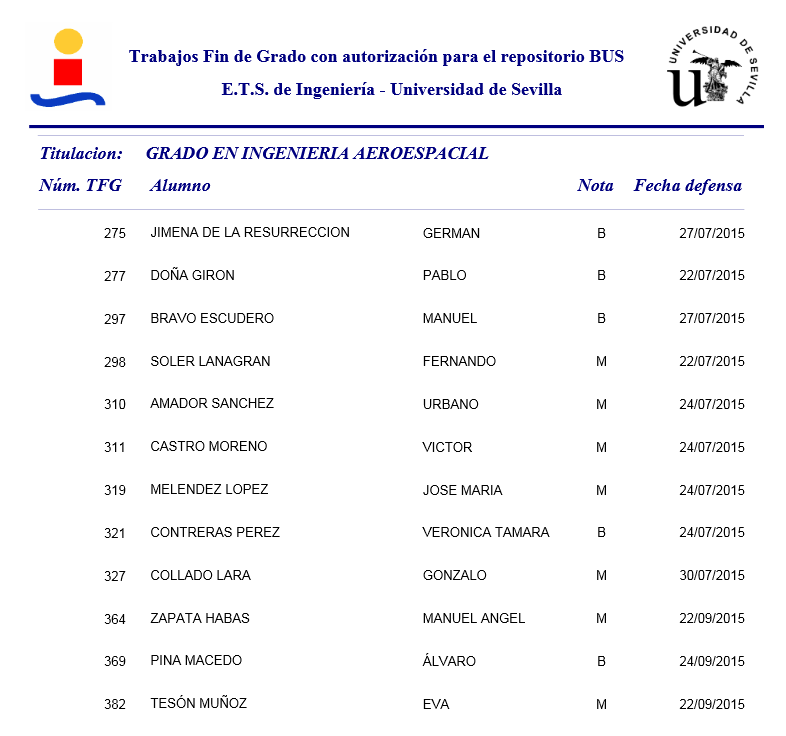 Trabajos Fin de Grado con autorización para el repositorio BUS
E.T.S. de Ingeniería - Universidad de Sevilla
UNIVERSIDAD DE SEVILLA
Titulacion: GRADO EN INGENIERIA AEROESPACIAL
Núm. TFG Alumno Nota Fecha defensa
275 JIMENA DE LA RESURRECCION GERMAN B 27/07/2015
277 DOÑA GIRON PABLO B 22/07/2015
297 BRAVO ESCUDERO MANUEL B 27/07/2015
298 SOLER LANAGRAN FERNANDO M 22/07/2015
310 AMADOR SANCHEZ URBANO M 24/07/2015
311 CASTRO MORENO VICTOR M 24/07/2015
319 MELENDEZ LOPEZ JOSE MARIA M 24/07/2015
321 CONTRERAS PEREZ VERONICA TAMARA B 24/07/2015
327 COLLADO LARA GONZALO M 30/07/2015
364 ZAPATA HABAS MANUEL ANGEL M 22/09/2015
369 PINA MACEDO ÁLVARO B 24/09/2015
382 TESÓN MUÑOZ EVA M 22/09/2015